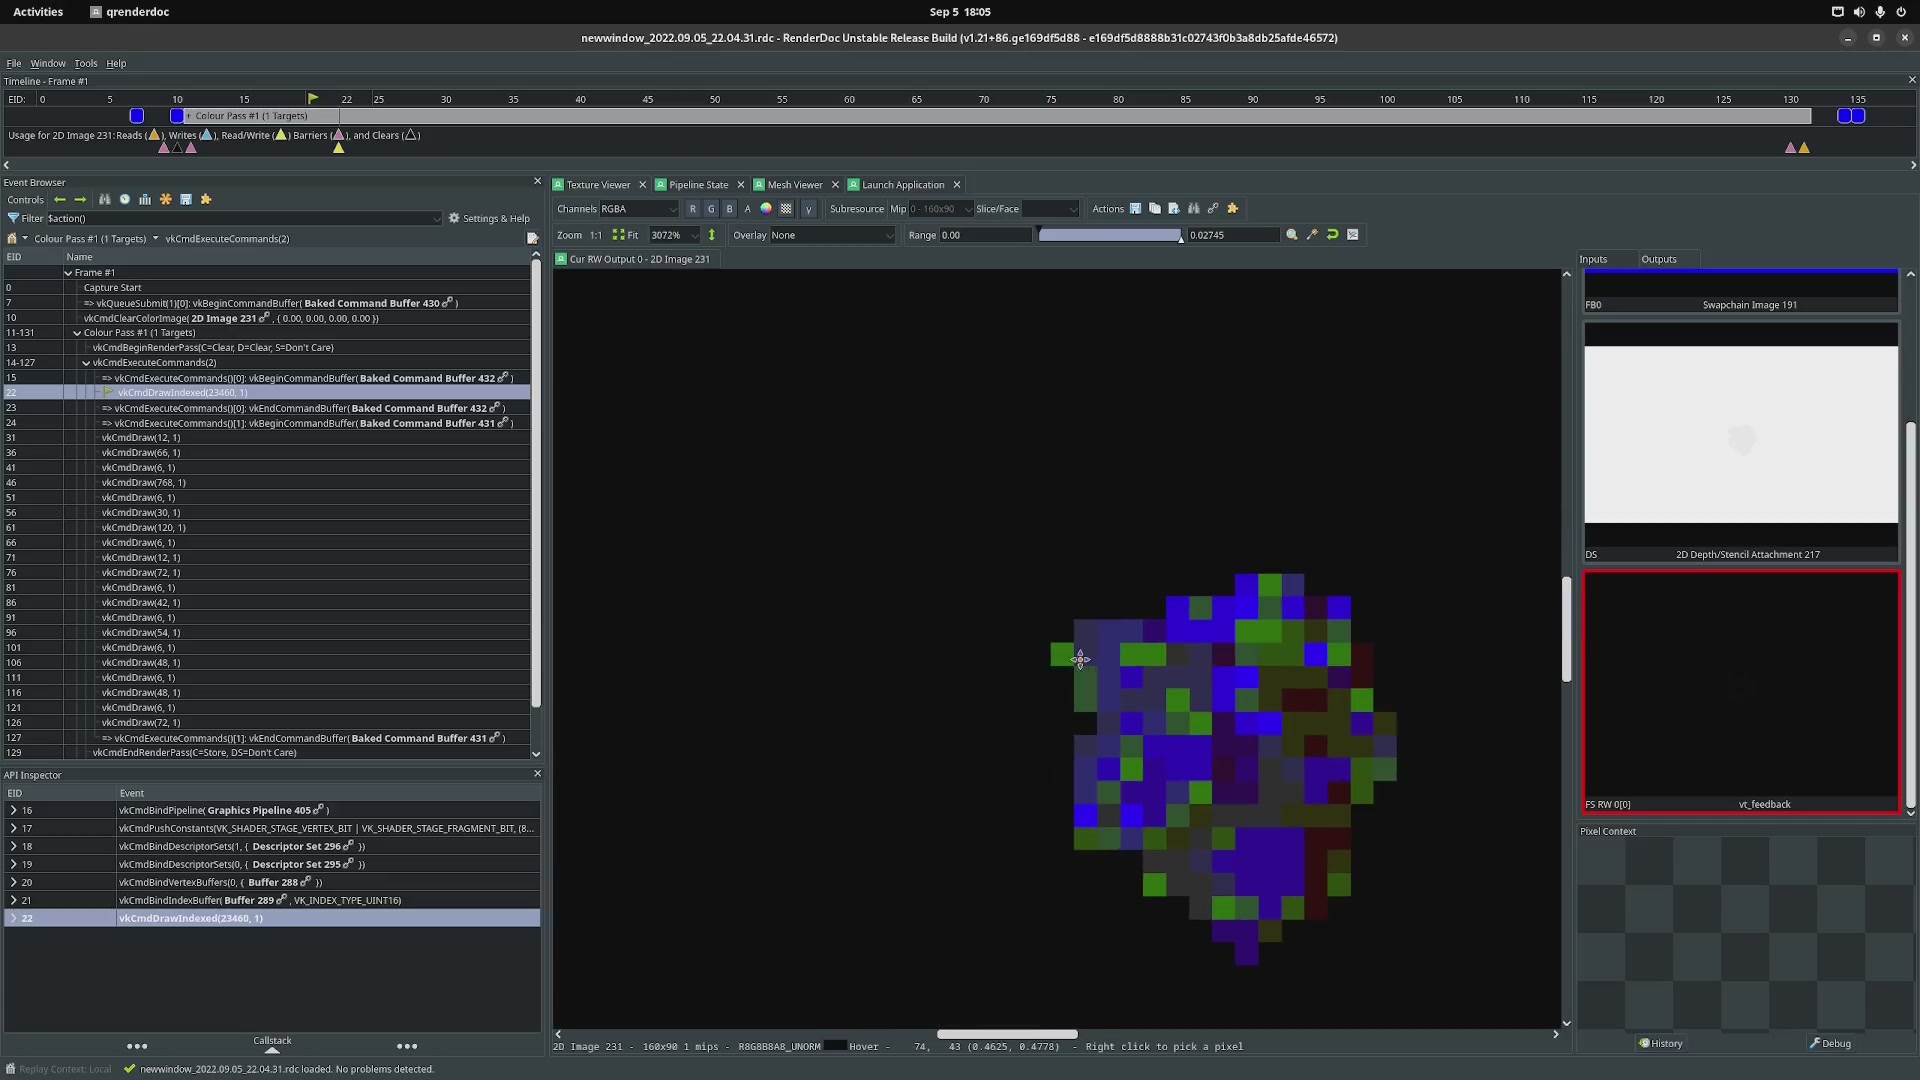 Activities qrenderdoc Sep 5 18:05
newwindow_2022.09.05_22.04.31.rdc - RenderDoc Unstable Release Build (v1.21+86.ge169df5d88 - e169df5d8888b31c02743f0b3a8db25afde46572)
File Window Tools Help
Timeline - Frame #1
EID: 0 5 10 15 22 25 30 35 40 45 50 55 60 65 70 75 80 85 90 95 100 105 110 115 120 125 130 135
+ Colour Pass #1 (1 Targets)
Usage for 2D Image 231: Reads ( ), Writes ( ), Read/Write ( ) Barriers ( ), and Clears ( )
Event Browser
Controls
Filter $action() Settings & Help
Colour Pass #1 (1 Targets) vkCmdExecuteCommands(2)
EID Name
Frame #1
0 Capture Start
7 => vkQueueSubmit(1)[0]: vkBeginCommandBuffer( Baked Command Buffer 430 )
10 vkCmdClearColorImage( 2D Image 231 , { 0.00, 0.00, 0.00, 0.00 })
11-131 Colour Pass #1 (1 Targets)
13 vkCmdBeginRenderPass(C=Clear, D=Clear, S=Don't Care)
14-127 vkCmdExecuteCommands(2)
15 => vkCmdExecuteCommands()[0]: vkBeginCommandBuffer( Baked Command Buffer 432 )
22 vkCmdDrawIndexed(23460, 1)
23 => vkCmdExecuteCommands()[0]: vkEndCommandBuffer( Baked Command Buffer 432 )
24 => vkCmdExecuteCommands()[1]: vkBeginCommandBuffer( Baked Command Buffer 431 )
31 vkCmdDraw(12, 1)
36 vkCmdDraw(66, 1)
41 vkCmdDraw(6, 1)
46 vkCmdDraw(768, 1)
51 vkCmdDraw(6, 1)
56 vkCmdDraw(30, 1)
61 vkCmdDraw(120, 1)
66 vkCmdDraw(6, 1)
71 vkCmdDraw(12, 1)
76 vkCmdDraw(72, 1)
81 vkCmdDraw(6, 1)
86 vkCmdDraw(42, 1)
91 vkCmdDraw(6, 1)
96 vkCmdDraw(54, 1)
101 vkCmdDraw(6, 1)
106 vkCmdDraw(48, 1)
111 vkCmdDraw(6, 1)
116 vkCmdDraw(48, 1)
121 vkCmdDraw(6, 1)
126 vkCmdDraw(72, 1)
127 => vkCmdExecuteCommands()[1]: vkEndCommandBuffer( Baked Command Buffer 431 )
129 vkCmdEndRenderPass(C=Store, DS=Don't Care)
API Inspector
EID Event
16 vkCmdBindPipeline( Graphics Pipeline 405 )
17 vkCmdPushConstants(VK_SHADER_STAGE_VERTEX_BIT | VK_SHADER_STAGE_FRAGMENT_BIT, (8...
18 vkCmdBindDescriptorSets(1, { Descriptor Set 296 })
19 vkCmdBindDescriptorSets(0, { Descriptor Set 295 })
20 vkCmdBindVertexBuffers(0, { Buffer 288 })
21 vkCmdBindIndexBuffer( Buffer 289 , VK_INDEX_TYPE_UINT16)
22 vkCmdDrawIndexed(23460, 1)
Callstack
Texture Viewer Pipeline State Mesh Viewer Launch Application
Channels RGBA R G B A γ Subresource Mip 0 - 160x90 Slice/Face Actions
Zoom 1:1 Fit 3072% Overlay None Range 0.00 0.02745
Cur RW Output 0 - 2D Image 231
2D Image 231 - 160x90 1 mips - R8G8B8A8_UNORM Hover - 74, 43 (0.4625, 0.4778) - Right click to pick a pixel
Inputs Outputs
FB0 Swapchain Image 191
DS 2D Depth/Stencil Attachment 217
FS RW 0[0] vt_feedback
Pixel Context
History Debug
Replay Context: Local newwindow_2022.09.05_22.04.31.rdc loaded. No problems detected.